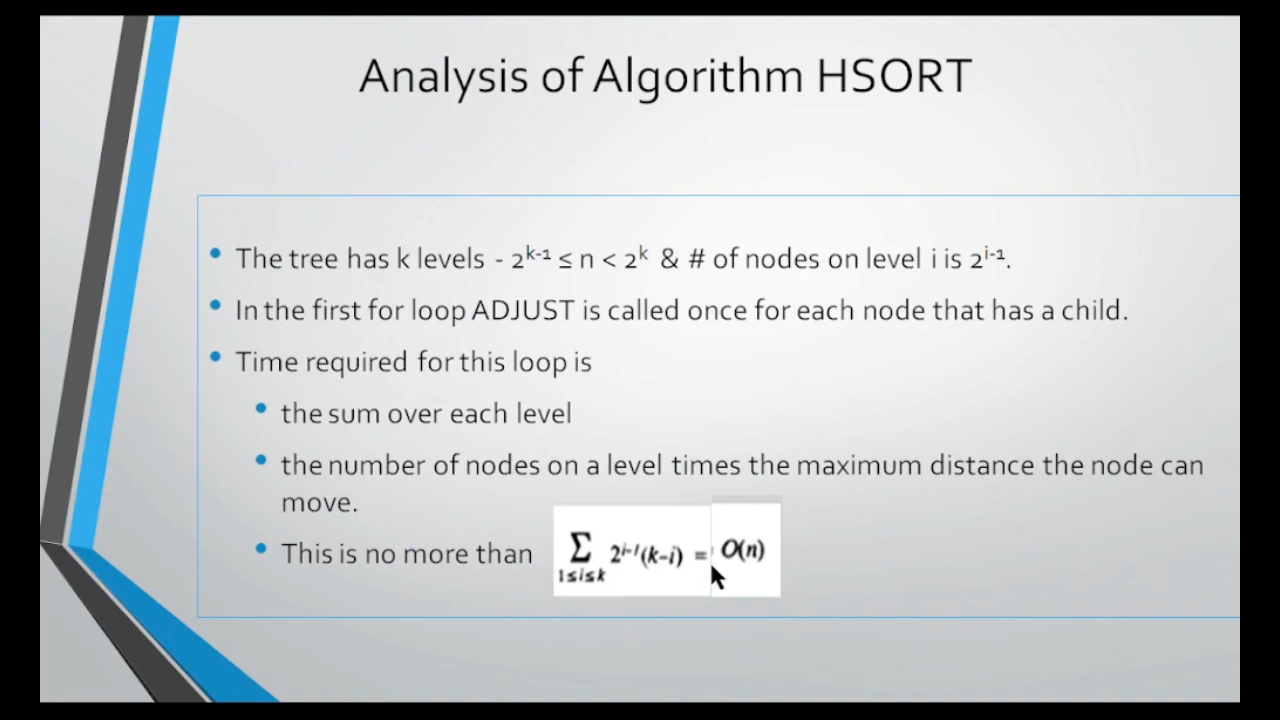 Analysis of Algorithm HSORT
• The tree has k levels - 2^{k-1} ≤ n < 2^k & # of nodes on level i is 2^{i-1}.
• In the first for loop ADJUST is called once for each node that has a child.
• Time required for this loop is
• the sum over each level
• the number of nodes on a level times the maximum distance the node can
move.
• This is no more than ∑_{1≤i≤k} 2^{i-1}(k-i) = O(n)